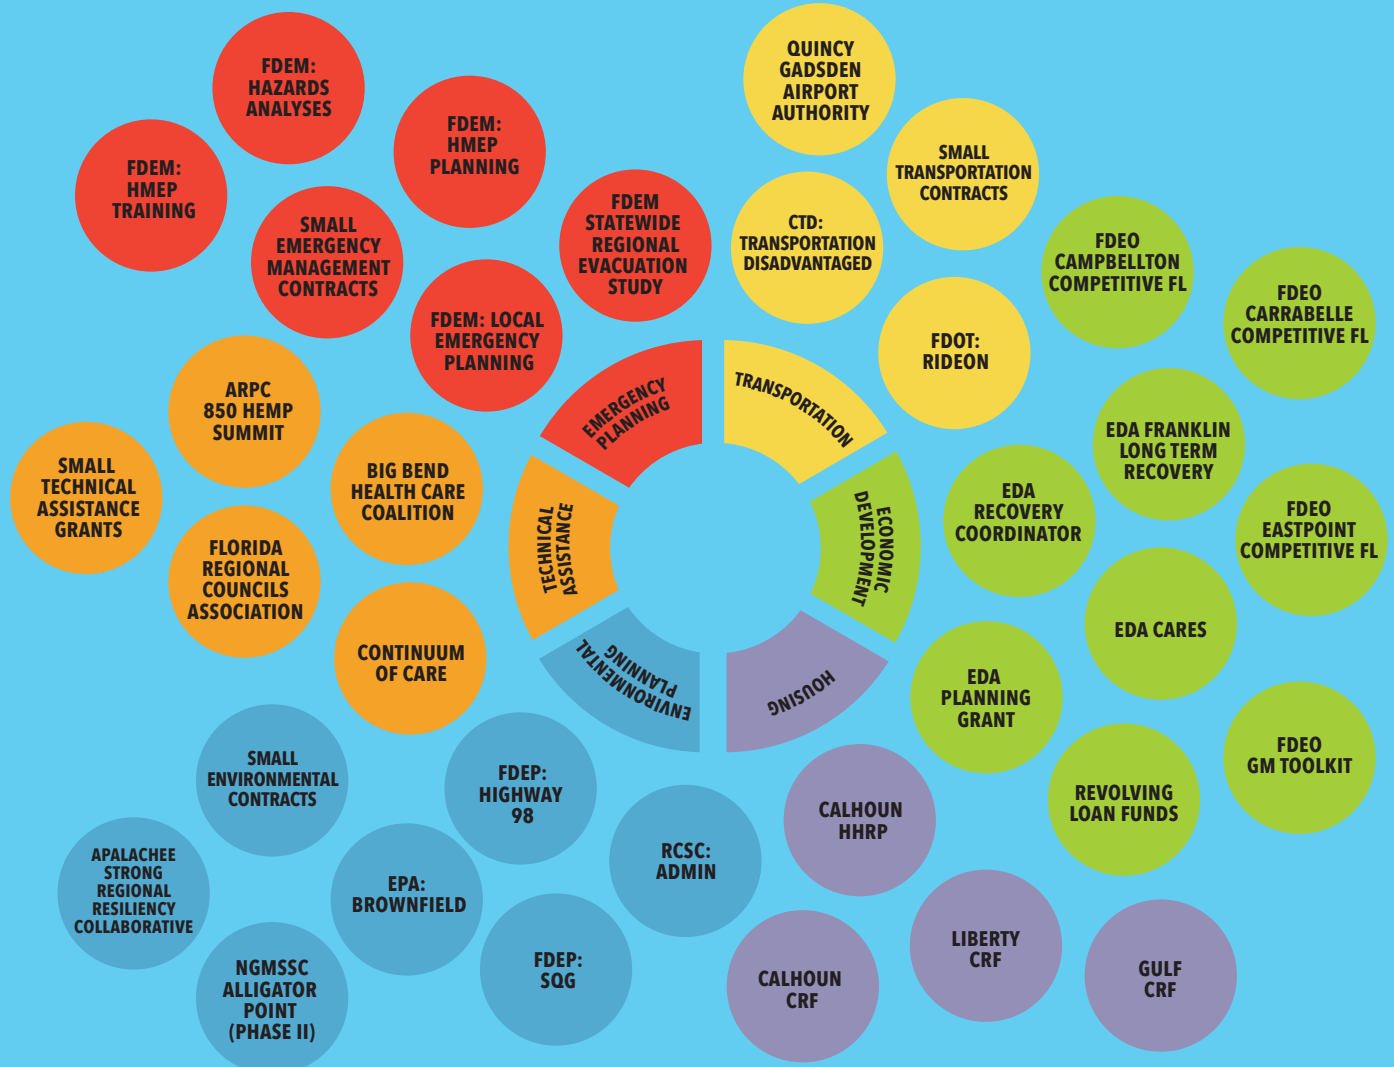 FDEM:
HAZARDS
ANALYSES
FDEM:
HMEP
PLANNING
FDEM:
HMEP
TRAINING
SMALL
EMERGENCY
MANAGEMENT
CONTRACTS
FDEM
STATEWIDE
REGIONAL
EVACUATION
STUDY
FDEM: LOCAL
EMERGENCY
PLANNING
EMERGENCY
PLANNING
QUINCY
GADSDEN
AIRPORT
AUTHORITY
SMALL
TRANSPORTATION
CONTRACTS
CTD:
TRANSPORTATION
DISADVANTAGED
FDOT:
RIDEON
TRANSPORTATION
FDEO
CAMPBELLTON
COMPETITIVE FL
FDEO
CARRABELLE
COMPETITIVE FL
EDA FRANKLIN
LONG TERM
RECOVERY
EDA
RECOVERY
COORDINATOR
FDEO
EASTPOINT
COMPETITIVE FL
EDA CARES
EDA
PLANNING
GRANT
FDEO
GM TOOLKIT
REVOLVING
LOAN FUNDS
ECONOMIC
DEVELOPMENT
ARPC
850 HEMP
SUMMIT
SMALL
TECHNICAL
ASSISTANCE
GRANTS
BIG BEND
HEALTH CARE
COALITION
FLORIDA
REGIONAL
COUNCILS
ASSOCIATION
CONTINUUM
OF CARE
TECHNICAL
ASSISTANCE
ENVIRONMENTAL
PLANNING
SMALL
ENVIRONMENTAL
CONTRACTS
FDEP:
HIGHWAY
98
APALACHEE
STRONG
REGIONAL
RESILIENCY
COLLABORATIVE
EPA:
BROWNFIELD
RCSC:
ADMIN
NGMSSC
ALLIGATOR
POINT
(PHASE II)
FDEP:
SQG
HOUSING
CALHOUN
HHRP
CALHOUN
CRF
LIBERTY
CRF
GULF
CRF